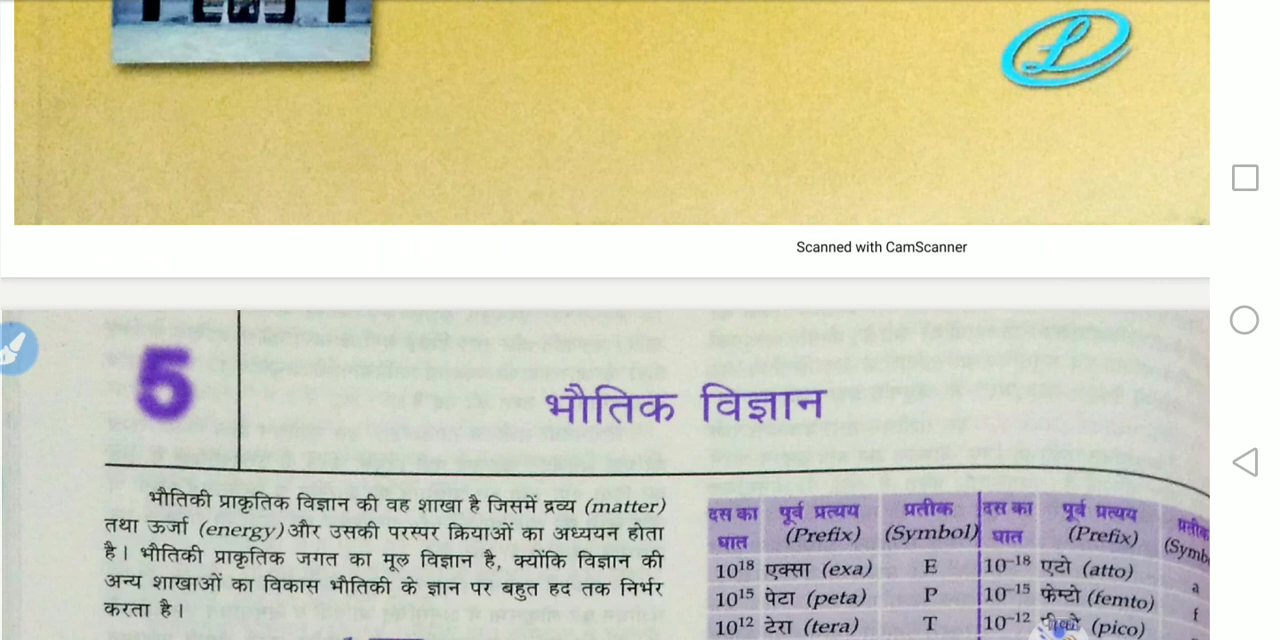 Scanned with CamScanner
5
भौतिक विज्ञान
भौतिकी प्राकृतिक विज्ञान की वह शाखा है जिसमें द्रव्य (matter)
तथा ऊर्जा (energy) और उसकी परस्पर क्रियाओं का अध्ययन होता
है। भौतिकी प्राकृतिक जगत का मूल विज्ञान है, क्योंकि विज्ञान की
अन्य शाखाओं का विकास भौतिकी के ज्ञान पर बहुत हद तक निर्भर
करता है।
दस का पूर्व प्रत्यय प्रतीक दस का पूर्व प्रत्यय
घात (Prefix) (Symbol) घात (Prefix)
10¹⁸ एक्सा (exa) E 10⁻¹⁸ एटो (atto) a
10¹⁵ पेटा (peta) P 10⁻¹⁵ फेम्टो (femto) f
10¹² टेरा (tera) T 10⁻¹² पीको (pico)